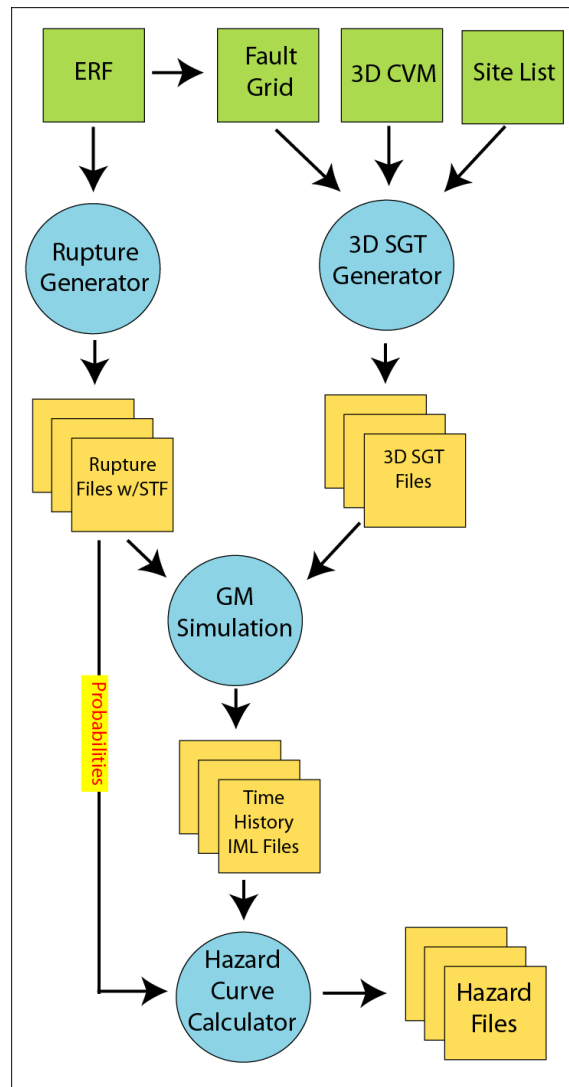 ERF
Fault
Grid
3D CVM
Site List
Rupture
Generator
3D SGT
Generator
Rupture
Files w/STF
3D SGT
Files
GM
Simulation
Probabilities
Time
History
IML Files
Hazard
Curve
Calculator
Hazard
Files